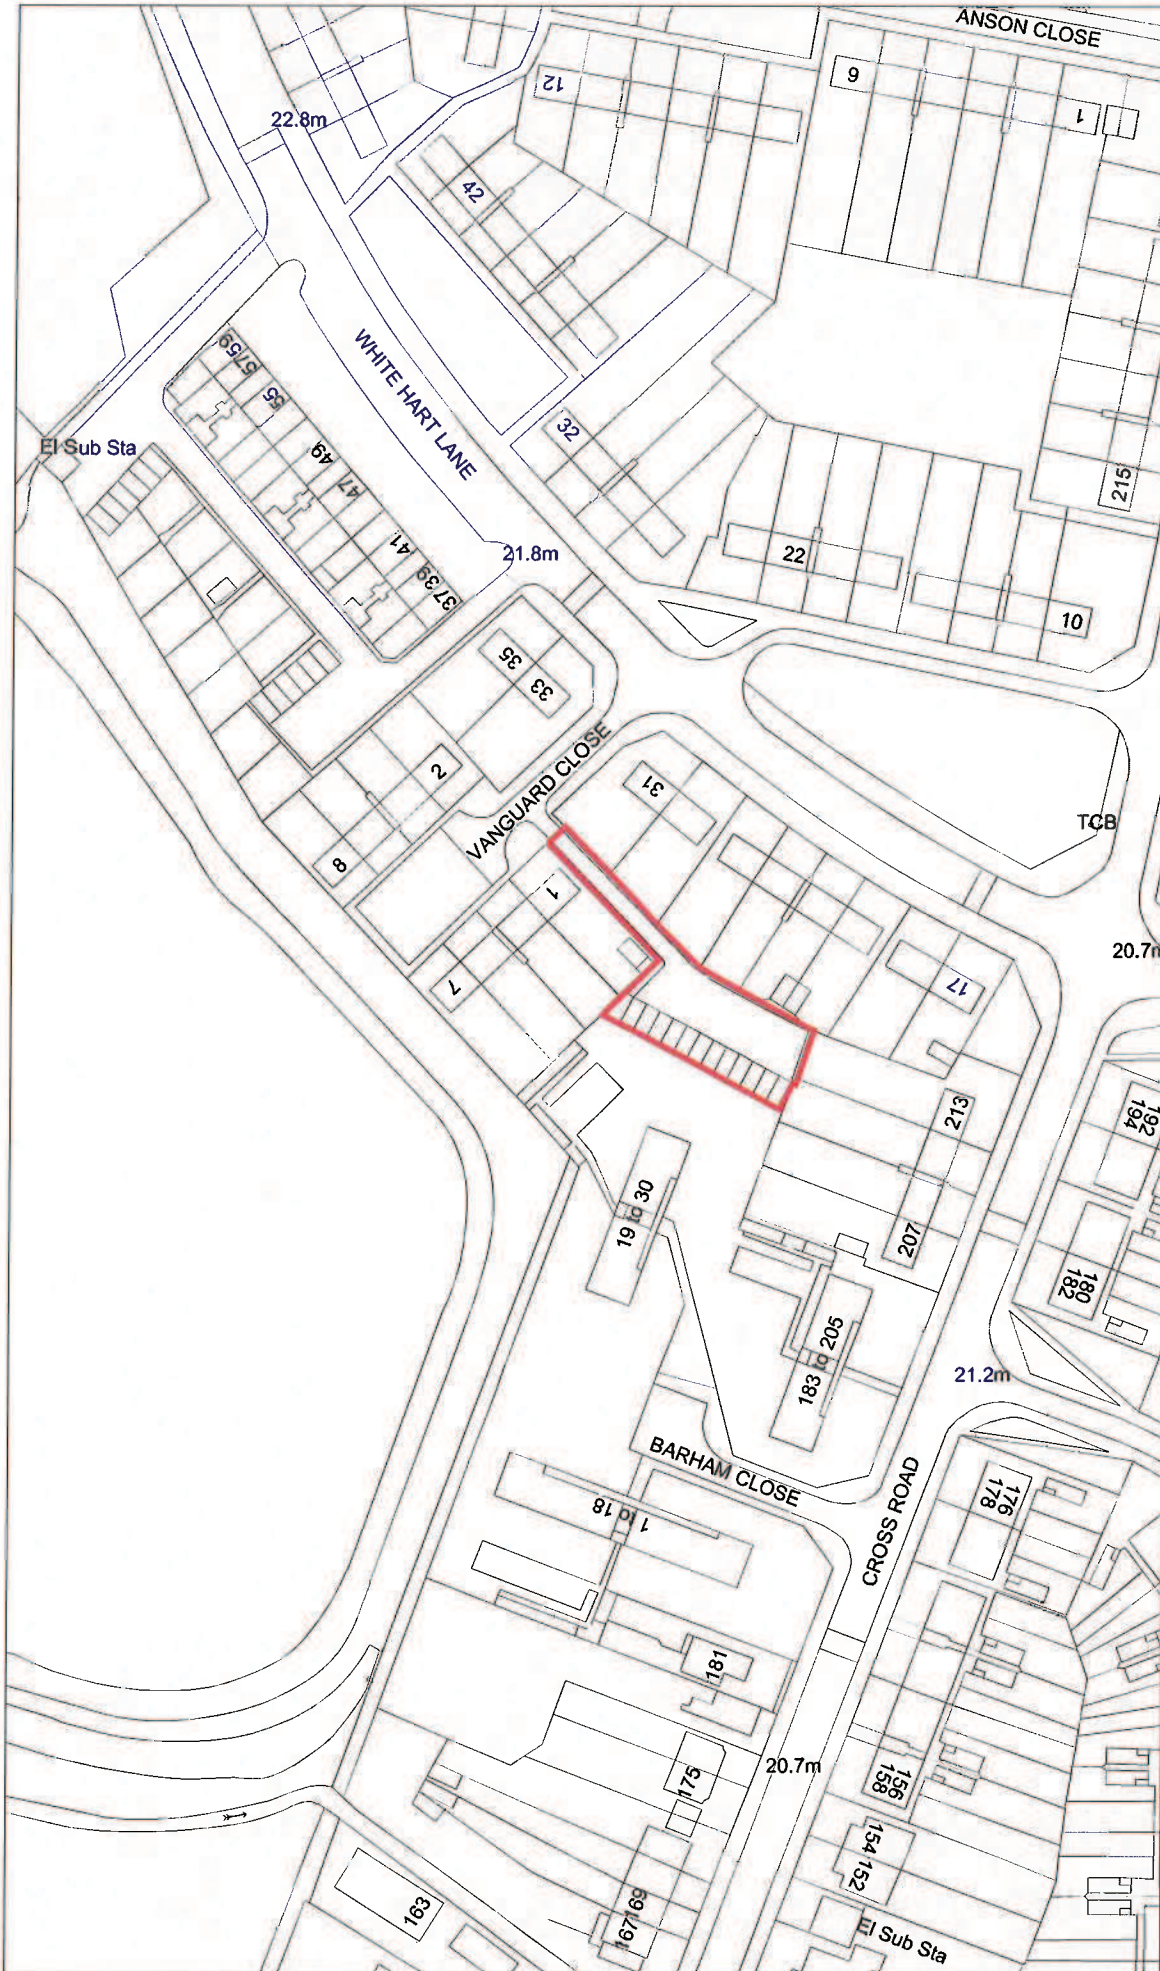 ANSON CLOSE
12
9
1
22.8m
42
WHITE HART LANE
57
59
55
32
El Sub Sta
49
47
215
41
21.8m
22
39
37
10
35
33
VANGUARD CLOSE
2
31
TCB
8
1
20.7m
7
17
213
192
194
19 to 30
207
180
182
183 to 205
21.2m
BARHAM CLOSE
CROSS ROAD
176
178
1 to 18
181
20.7m
175
156
158
154
152
169
167
163
El Sub Sta